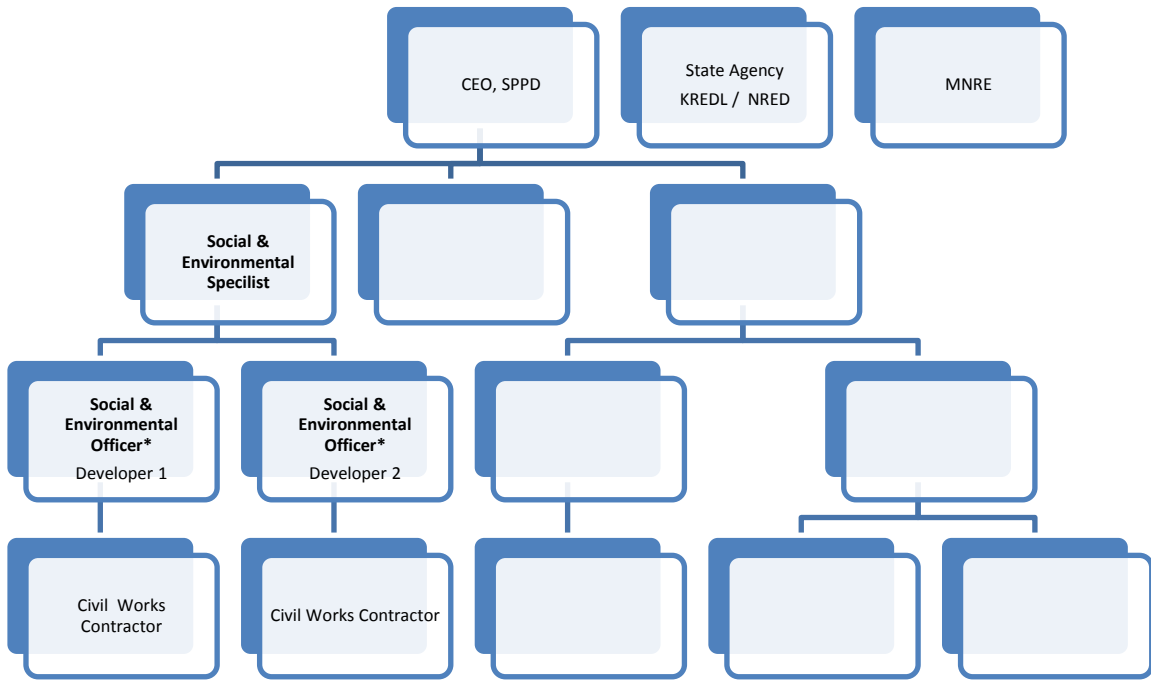 CEO, SPPD
State Agency
KREDL / NRED
MNRE
Social &
Environmental
Specilist
Social &
Environmental
Officer*
Developer 1
Social &
Environmental
Officer*
Developer 2
Civil Works
Contractor
Civil Works Contractor